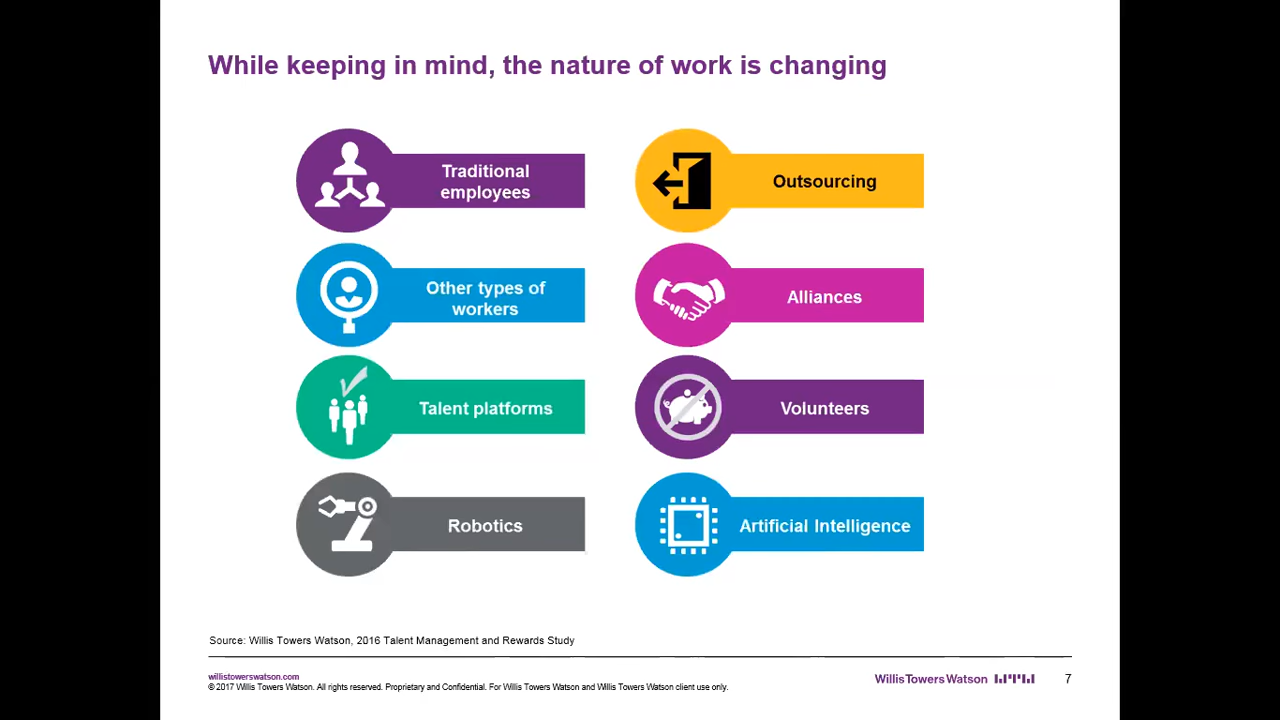 While keeping in mind, the nature of work is changing
Traditional
employees
Outsourcing
Other types of
workers
Alliances
Talent platforms
Volunteers
Robotics
Artificial Intelligence
Source: Willis Towers Watson, 2016 Talent Management and Rewards Study
willistowerswatson.com
© 2017 Willis Towers Watson. All rights reserved. Proprietary and Confidential. For Willis Towers Watson and Willis Towers Watson client use only.
WillisTowersWatson
7